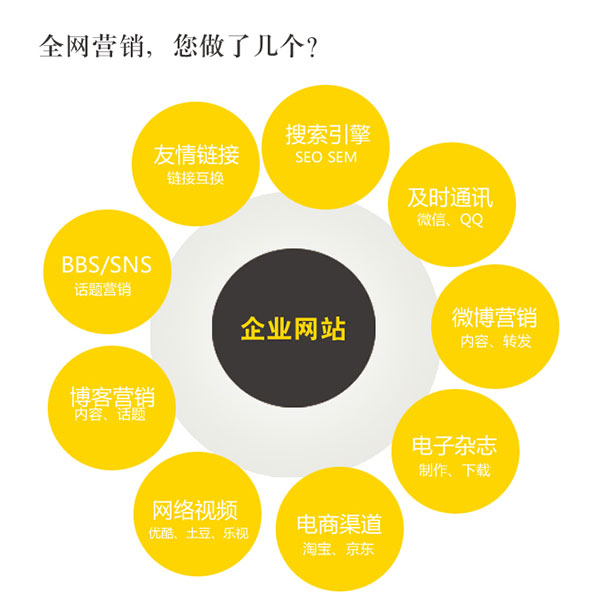 全网营销，您做了几个？
搜索引擎
SEO SEM
友情链接
链接互换
及时通讯
微信、QQ
BBS/SNS
话题营销
企业网站
微博营销
内容、转发
博客营销
内容、话题
电子杂志
制作、下载
网络视频
优酷、土豆、乐视
电商渠道
淘宝、京东